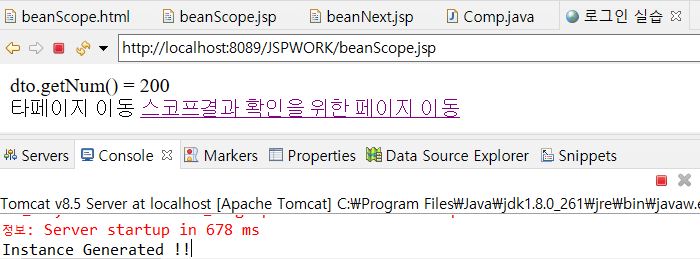 beanScope.html beanScope.jsp beanNext.jsp Comp.java 로그인 실습
http://localhost:8089/JSPWORK/beanScope.jsp
dto.getNum() = 200
타페이지 이동 스코프결과 확인을 위한 페이지 이동
Servers Console Markers Properties Data Source Explorer Snippets
Tomcat v8.5 Server at localhost [Apache Tomcat] C:₩Program Files₩Java₩jdk1.8.0_261₩jre₩bin₩javaw.e
정보: Server startup in 678 ms
Instance Generated !!